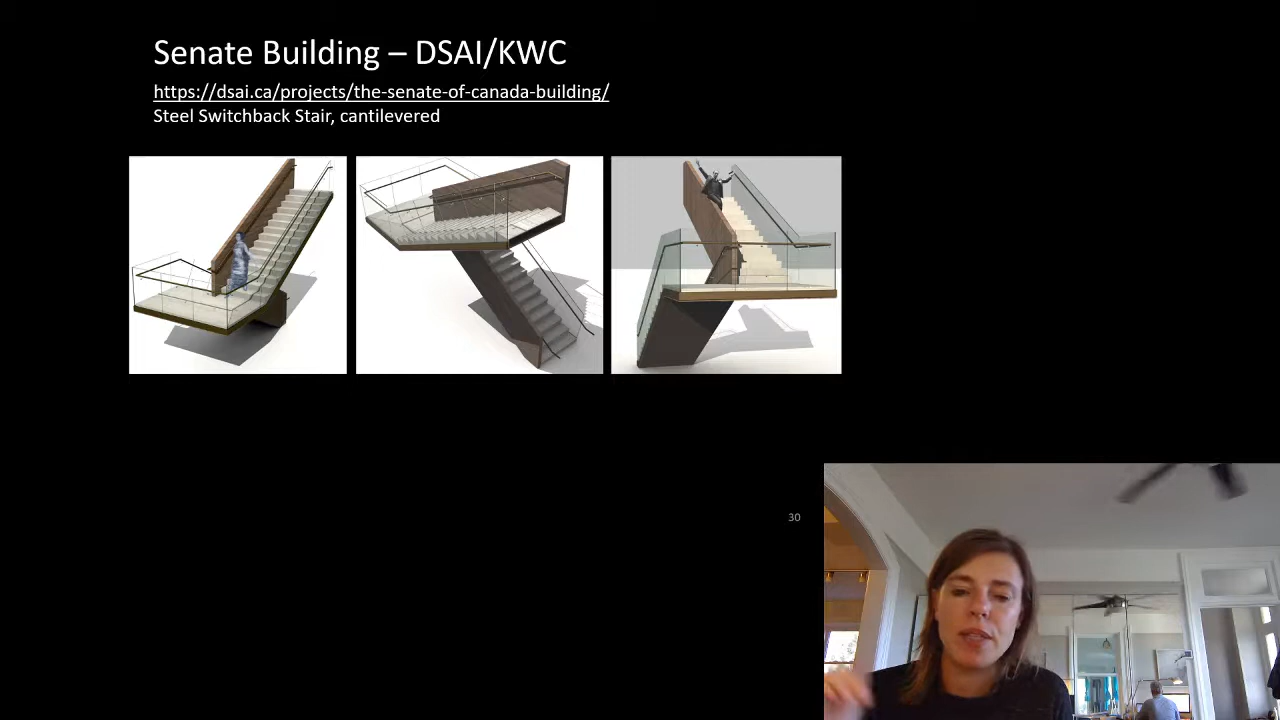 Senate Building – DSAI/KWC
https://dsai.ca/projects/the-senate-of-canada-building/
Steel Switchback Stair, cantilevered
30